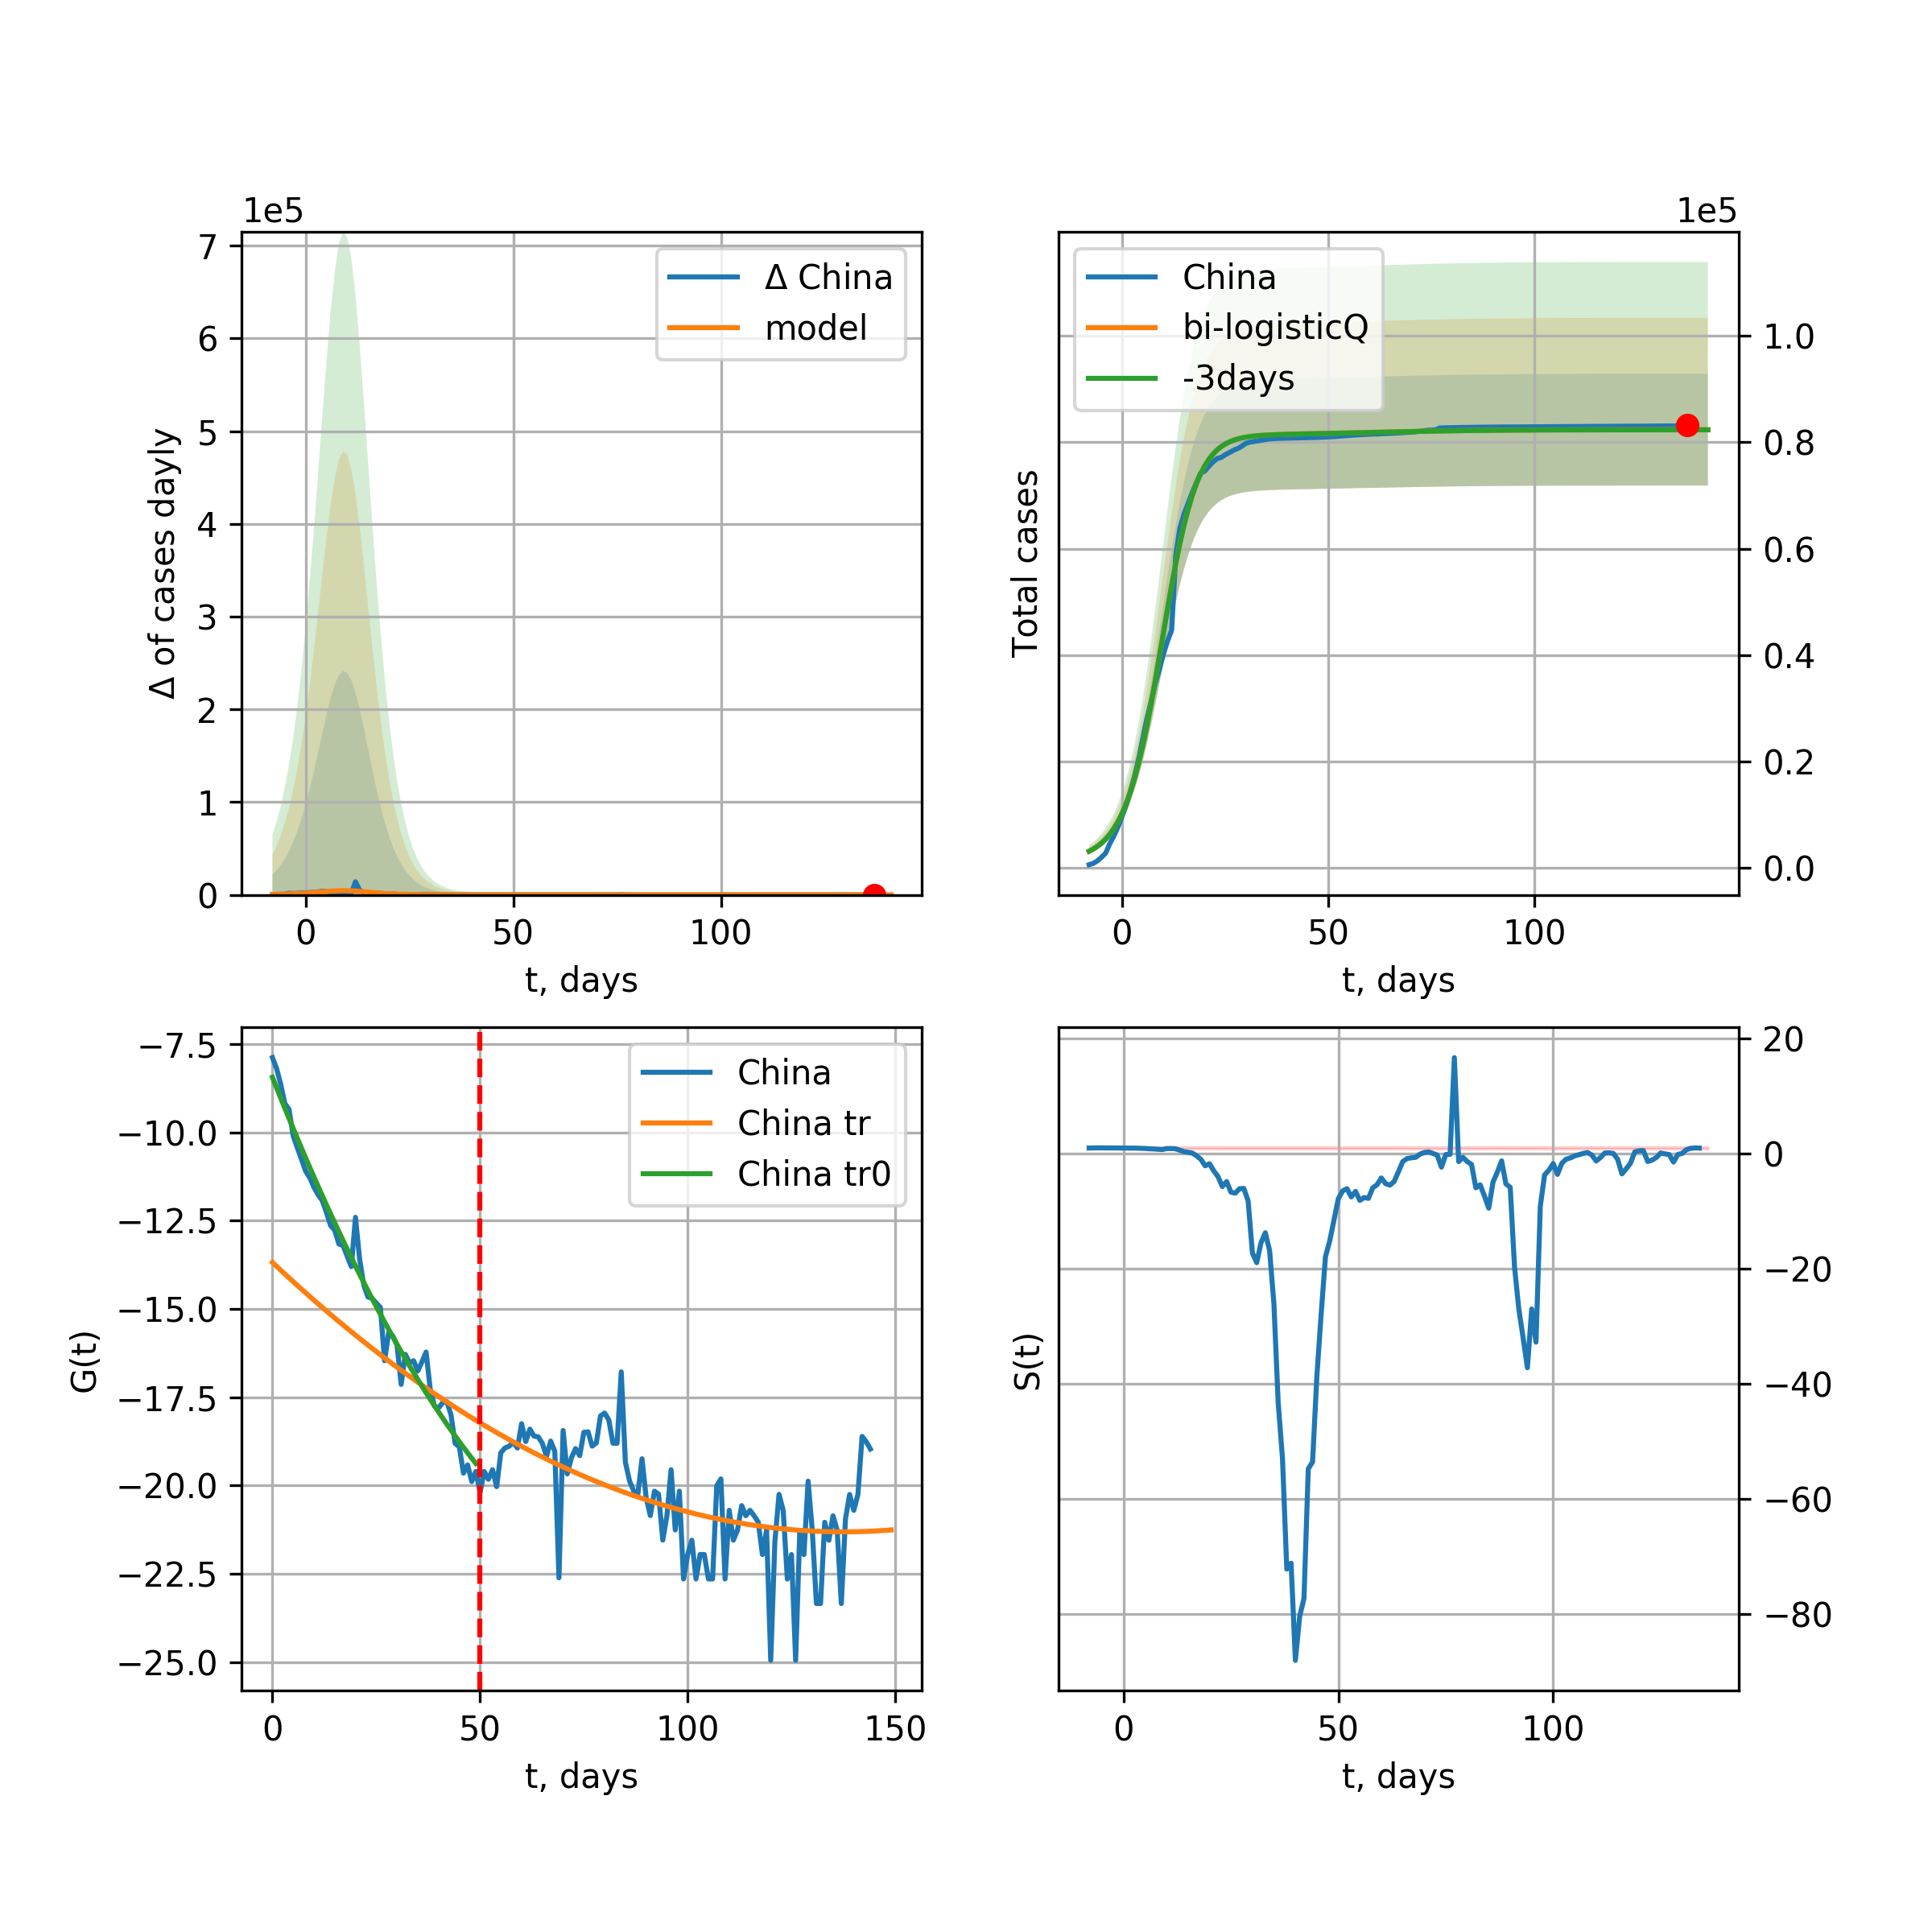 1e5
7
6
5
4
3
2
1
0
Δ of cases dayly
0 50 100
t, days
Δ China
model
1e5
China
bi-logisticQ
-3days
Total cases
1.0
0.8
0.6
0.4
0.2
0.0
0 50 100
t, days
−7.5
−10.0
−12.5
−15.0
−17.5
−20.0
−22.5
−25.0
G(t)
China
China tr
China tr0
0 50 100 150
t, days
S(t)
20
0
−20
−40
−60
−80
0 50 100
t, days